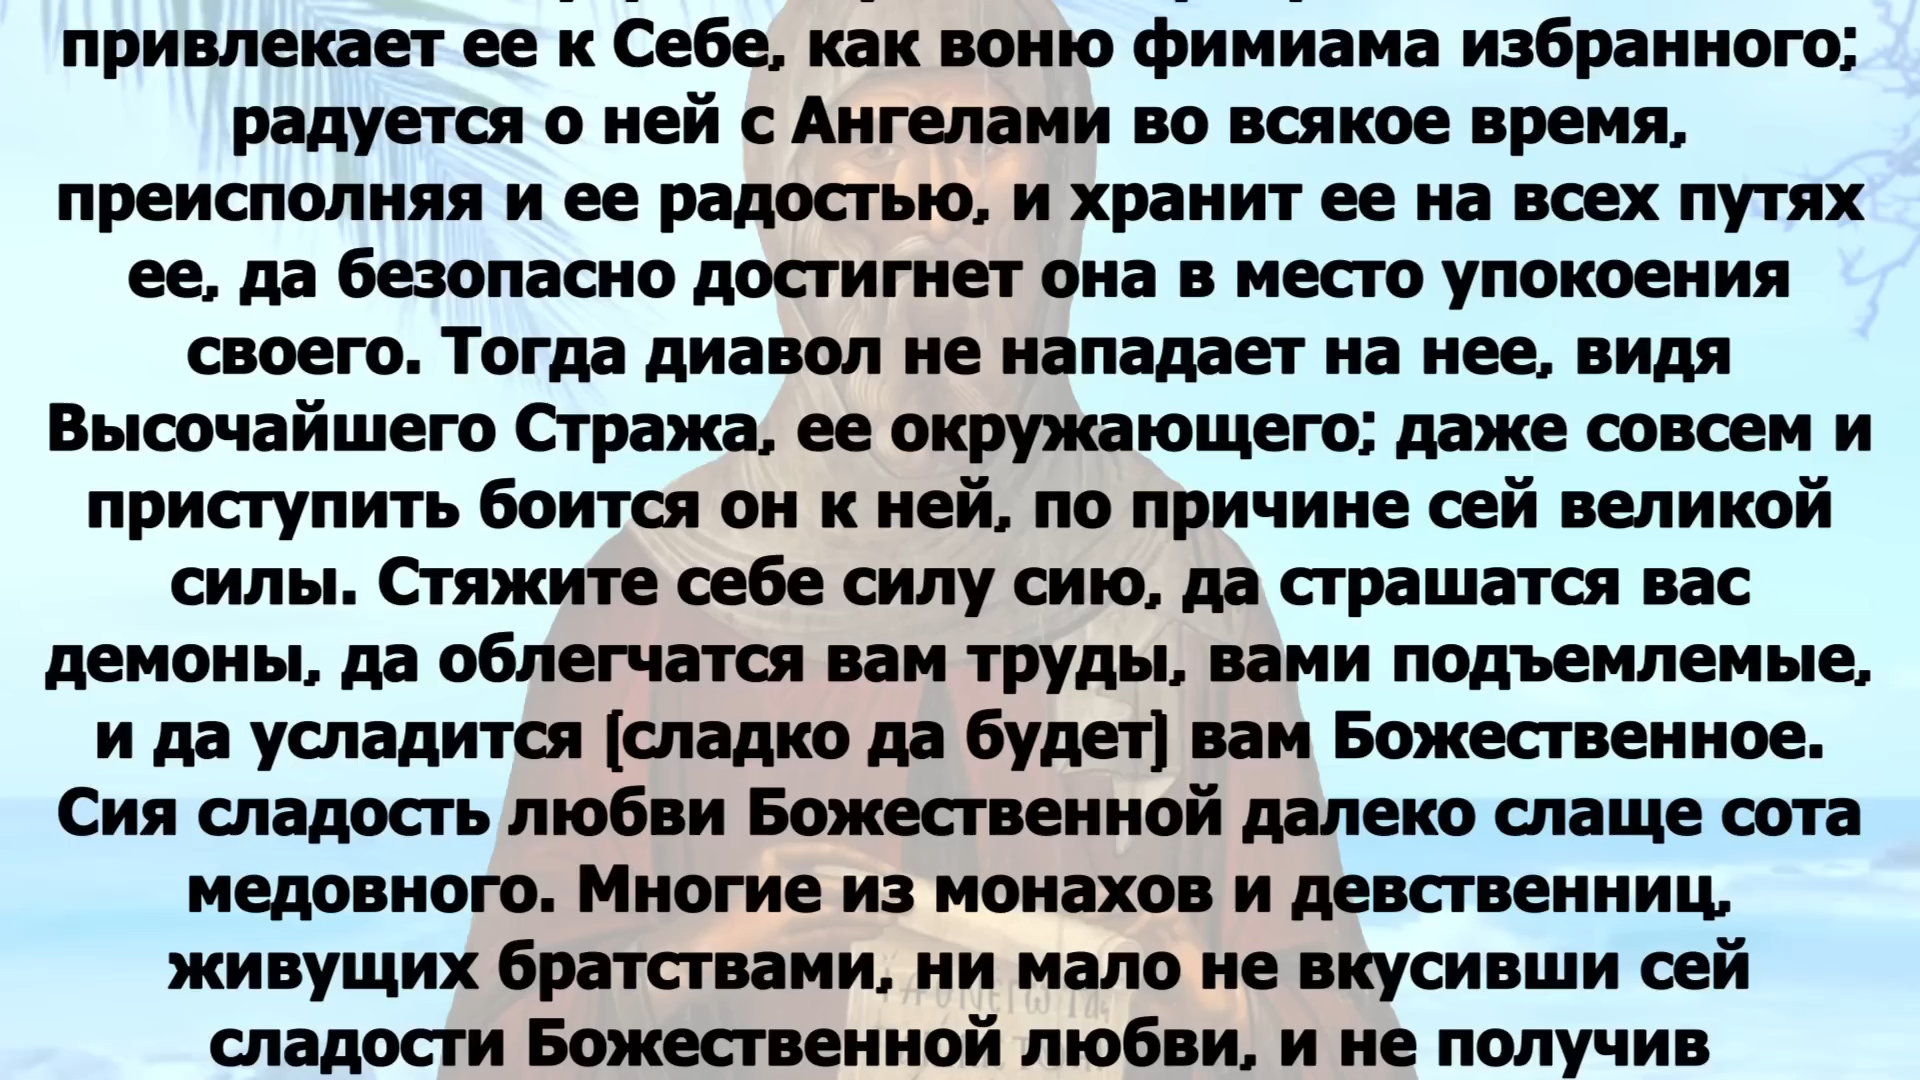 привлекает ее к Себе, как воню фимиама избранного;
радуется о ней с Ангелами во всякое время,
преисполняя и ее радостью, и хранит ее на всех путях
ее, да безопасно достигнет она в место упокоения
своего. Тогда диавол не нападает на нее, видя
Высочайшего Стража, ее окружающего; даже совсем и
приступить боится он к ней, по причине сей великой
силы. Стяжите себе силу сию, да страшатся вас
демоны, да облегчатся вам труды, вами подъемлемые,
и да усладится (сладко да будет) вам Божественное.
Сия сладость любви Божественной далеко слаще сота
медовного. Многие из монахов и девственниц,
живущих братствами, ни мало не вкусивши сей
сладости Божественной любви, и не получив